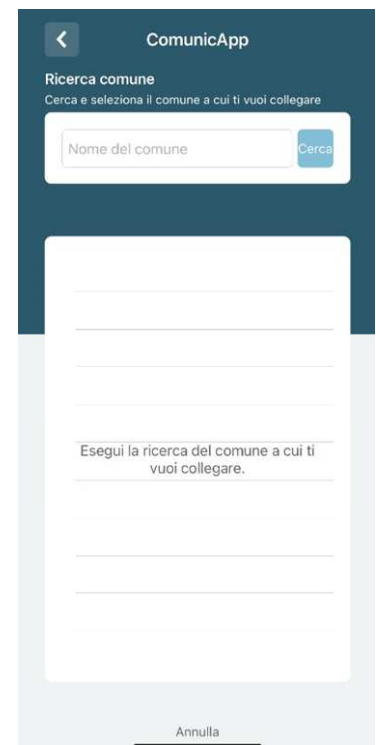 ComunicApp
Ricerca comune
Cerca e seleziona il comune a cui ti vuoi collegare
Nome del comune
Cerca
Esegui la ricerca del comune a cui ti
vuoi collegare.
Annulla